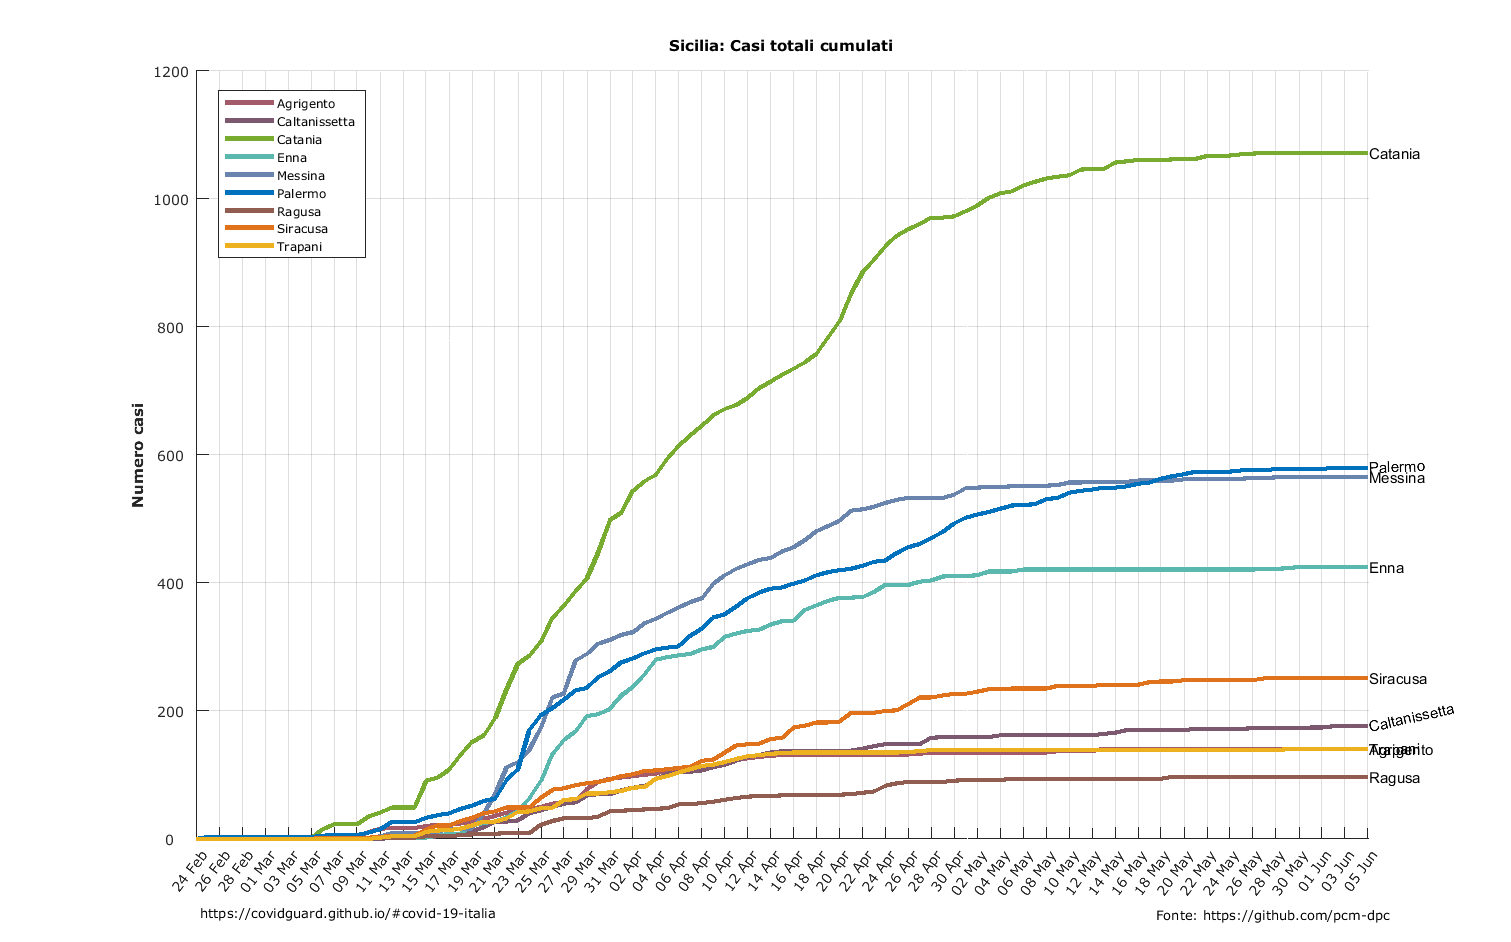 Sicilia: Casi totali cumulati
Numero casi
1200
1000
800
600
400
200
0
Agrigento
Caltanissetta
Catania
Enna
Messina
Palermo
Ragusa
Siracusa
Trapani
Catania
Palermo
Messina
Enna
Siracusa
Caltanissetta
Trapani
Agrigento
Ragusa
24 Feb
26 Feb
28 Feb
01 Mar
03 Mar
05 Mar
07 Mar
09 Mar
11 Mar
13 Mar
15 Mar
17 Mar
19 Mar
21 Mar
23 Mar
25 Mar
27 Mar
29 Mar
31 Mar
02 Apr
04 Apr
06 Apr
08 Apr
10 Apr
12 Apr
14 Apr
16 Apr
18 Apr
20 Apr
22 Apr
24 Apr
26 Apr
28 Apr
30 Apr
02 May
04 May
06 May
08 May
10 May
12 May
14 May
16 May
18 May
20 May
22 May
24 May
26 May
28 May
30 May
01 Jun
03 Jun
05 Jun
https://covidguard.github.io/#covid-19-italia
Fonte: https://github.com/pcm-dpc